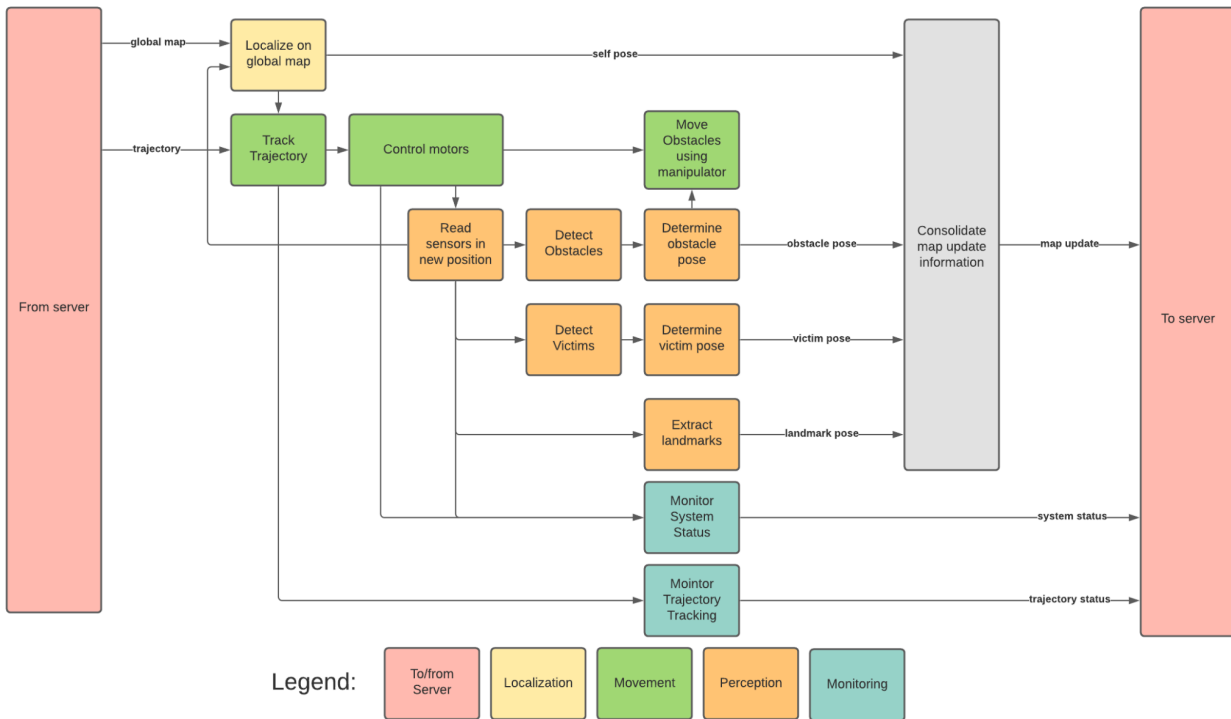 global map
Localize on
global map
self pose
trajectory
Track
Trajectory
Control motors
Move
Obstacles
using
manipulator
Read
sensors in
new position
Detect
Obstacles
Determine
obstacle
pose
obstacle pose
Consolidate
map update
information
map update
From server
To server
Detect
Victims
Determine
victim pose
victim pose
Extract
landmarks
landmark pose
Monitor
System
Status
system status
Mointor
Trajectory
Tracking
trajectory status
Legend:
To/from
Server
Localization
Movement
Perception
Monitoring